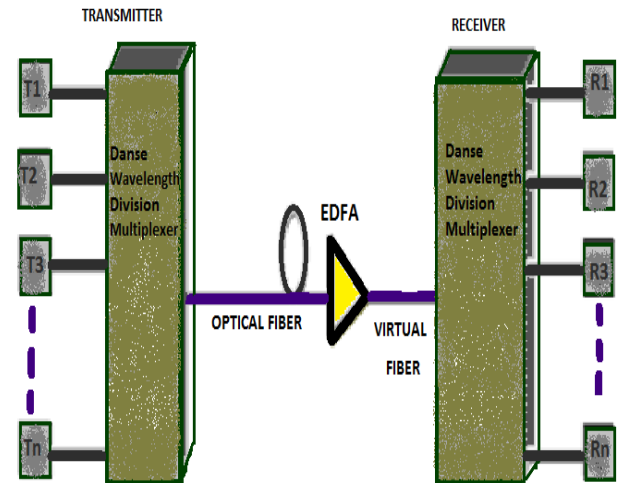 TRANSMITTER
RECEIVER
T1
T2
T3
Tn
Danse
Wavelength
Division
Multiplexer
EDFA
OPTICAL FIBER
VIRTUAL
FIBER
Danse
Wavelength
Division
Multiplexer
R1
R2
R3
Rn